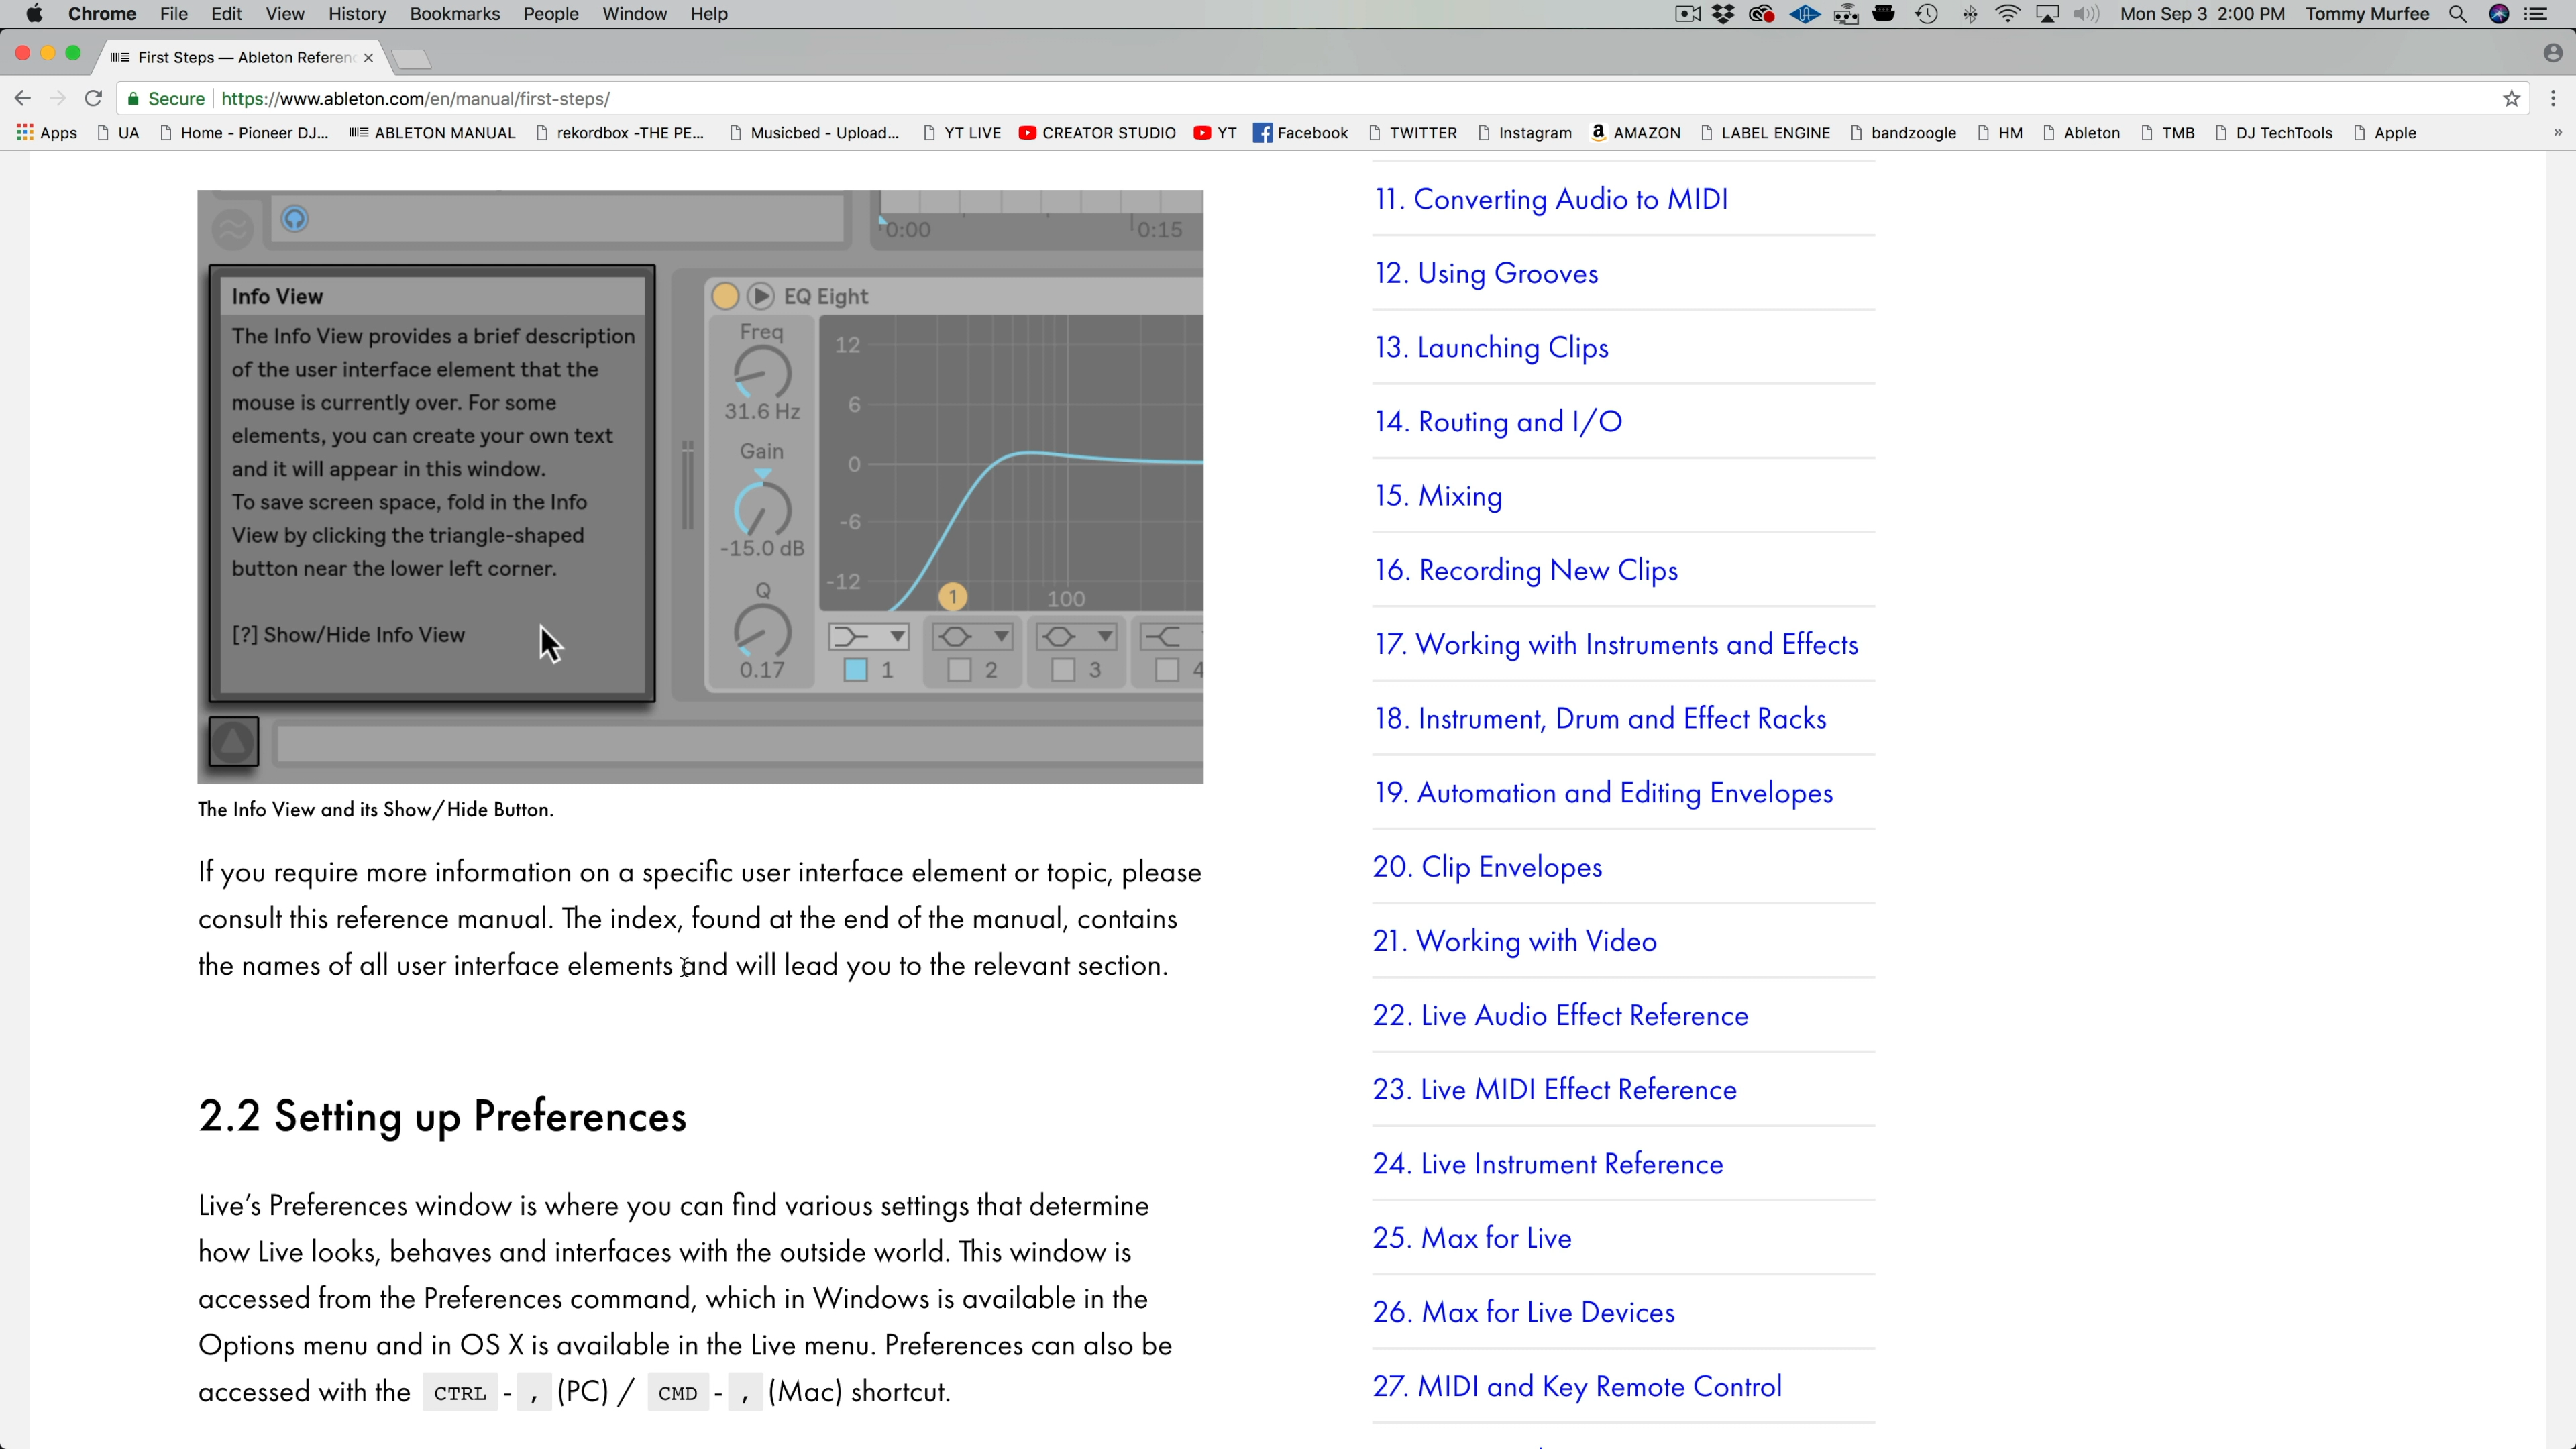 Chrome File Edit View History Bookmarks People Window Help
Mon Sep 3 2:00 PM Tommy Murfee
First Steps — Ableton Referenc
Secure https://www.ableton.com/en/manual/first-steps/
Apps UA Home - Pioneer DJ... ABLETON MANUAL rekordbox -THE PE... Musicbed - Upload... YT LIVE CREATOR STUDIO YT Facebook TWITTER Instagram AMAZON LABEL ENGINE bandzoogle HM Ableton TMB DJ TechTools Apple »
0:00 0:15
Info View
The Info View provides a brief description
of the user interface element that the
mouse is currently over. For some
elements, you can create your own text
and it will appear in this window.
To save screen space, fold in the Info
View by clicking the triangle-shaped
button near the lower left corner.
[?] Show/Hide Info View
EQ Eight
Freq
31.6 Hz
Gain
-15.0 dB
Q
0.17
12
6
0
-6
-12
1
100
1 2 3 4
The Info View and its Show/Hide Button.
If you require more information on a specific user interface element or topic, please
consult this reference manual. The index, found at the end of the manual, contains
the names of all user interface elements and will lead you to the relevant section.
2.2 Setting up Preferences
Live’s Preferences window is where you can find various settings that determine
how Live looks, behaves and interfaces with the outside world. This window is
accessed from the Preferences command, which in Windows is available in the
Options menu and in OS X is available in the Live menu. Preferences can also be
accessed with the CTRL - , (PC) / CMD - , (Mac) shortcut.
11. Converting Audio to MIDI
12. Using Grooves
13. Launching Clips
14. Routing and I/O
15. Mixing
16. Recording New Clips
17. Working with Instruments and Effects
18. Instrument, Drum and Effect Racks
19. Automation and Editing Envelopes
20. Clip Envelopes
21. Working with Video
22. Live Audio Effect Reference
23. Live MIDI Effect Reference
24. Live Instrument Reference
25. Max for Live
26. Max for Live Devices
27. MIDI and Key Remote Control